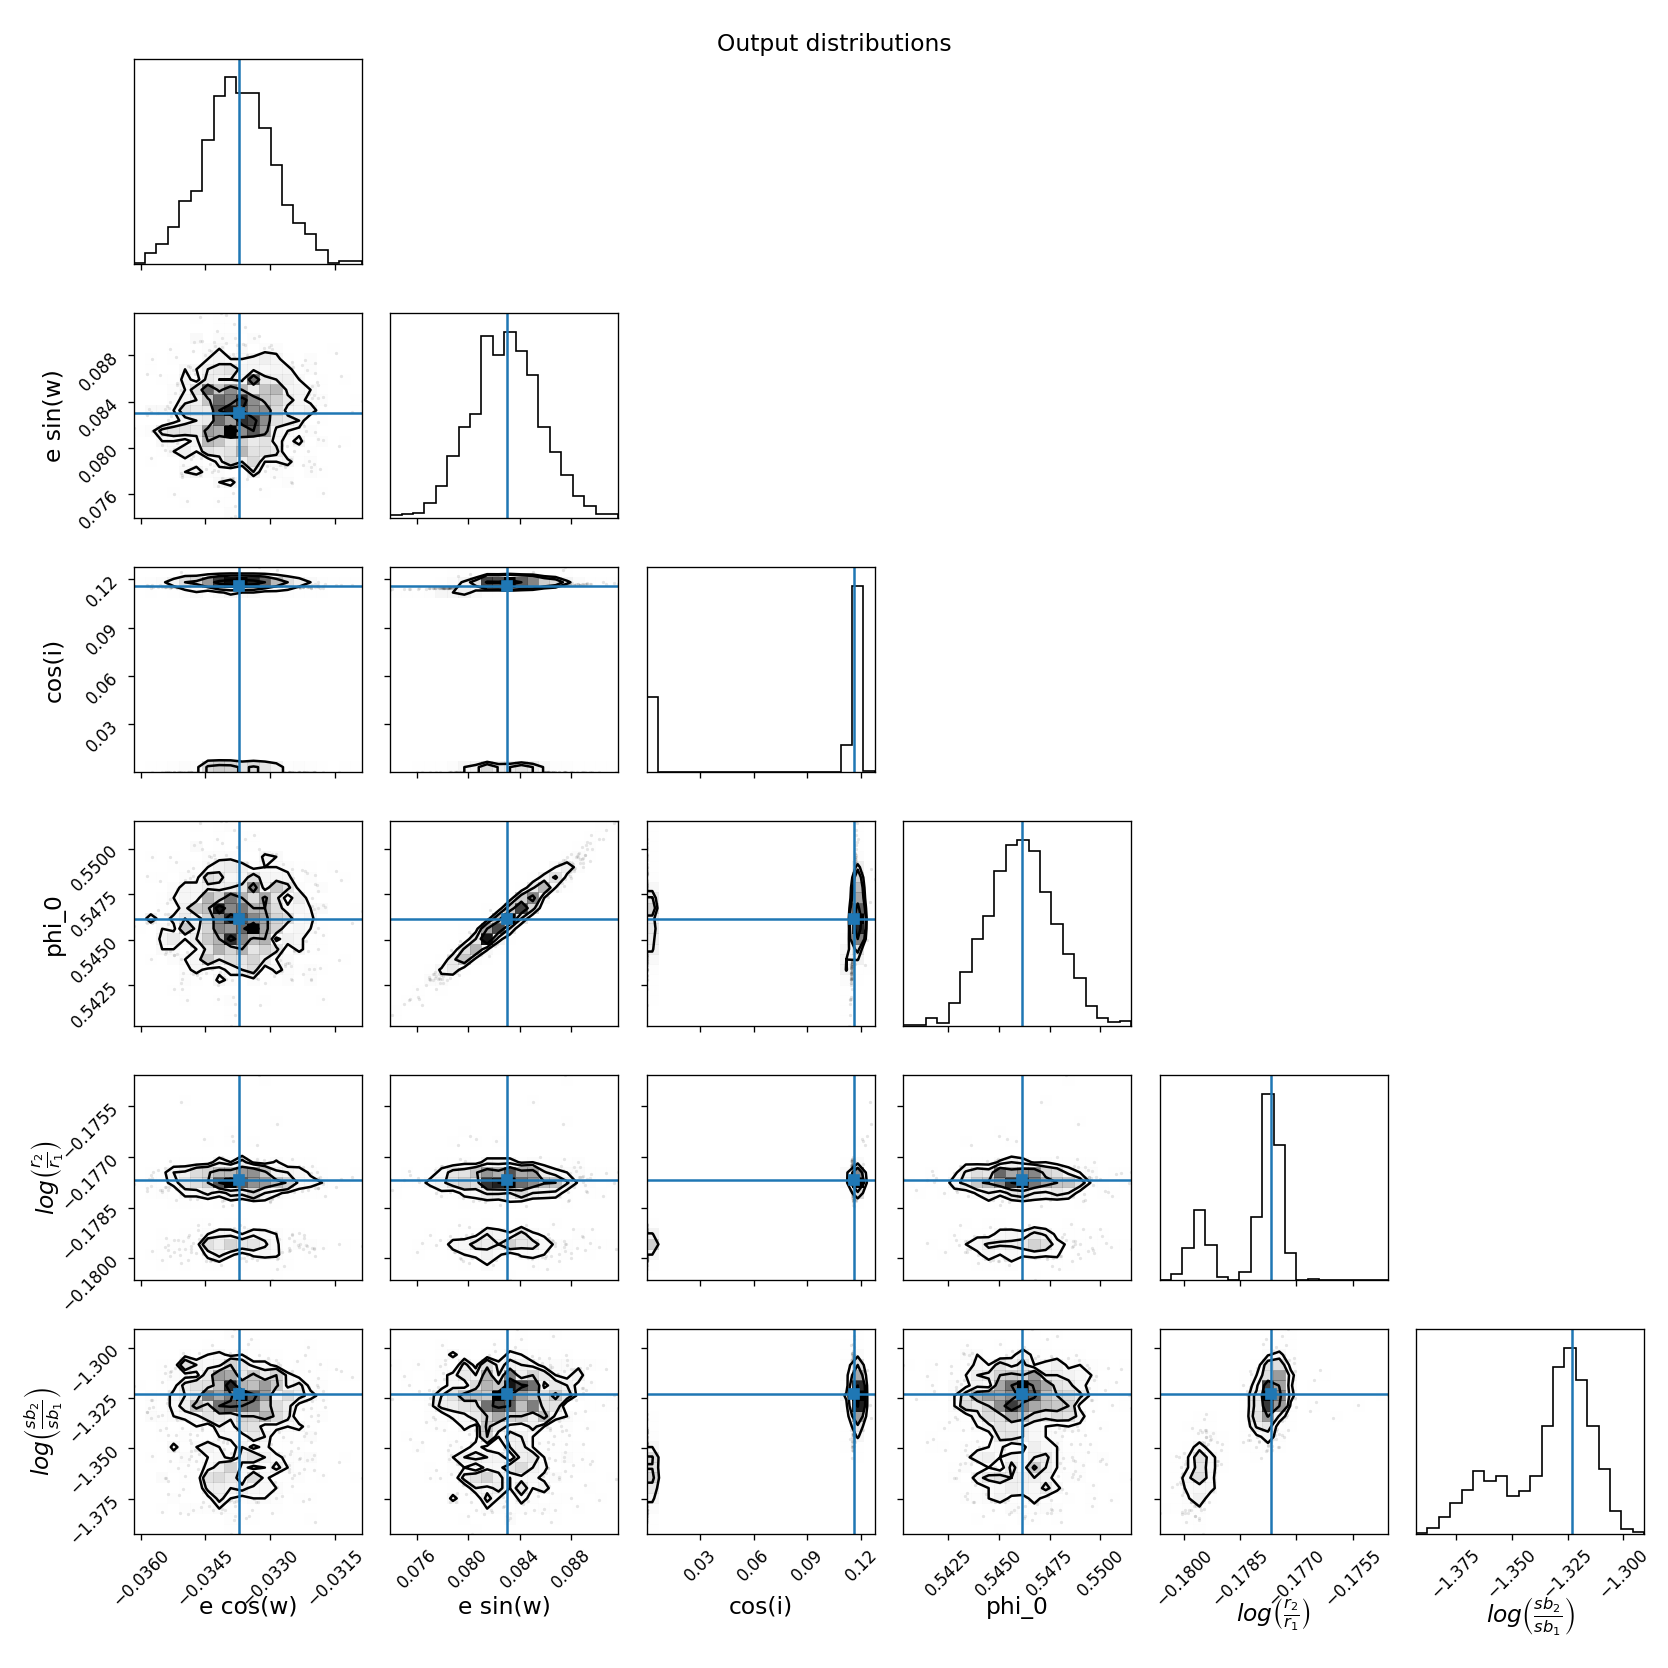 Output distributions
e sin(w)
0.088
0.084
0.080
0.076
cos(i)
0.12
0.09
0.06
0.03
phi_0
0.5500
0.5475
0.5450
0.5425
log(r₂/r₁)
−0.1755
−0.1770
−0.1785
−0.1800
log(sb₂/sb₁)
−1.300
−1.325
−1.350
−1.375
−0.0360 −0.0345 −0.0330 −0.0315
0.076 0.080 0.084 0.088
0.03 0.06 0.09 0.12
0.5425 0.5450 0.5475 0.5500
−0.1800 −0.1785 −0.1770 −0.1755
−1.375 −1.350 −1.325 −1.300
e cos(w)
e sin(w)
cos(i)
phi_0
log(r₂/r₁)
log(sb₂/sb₁)